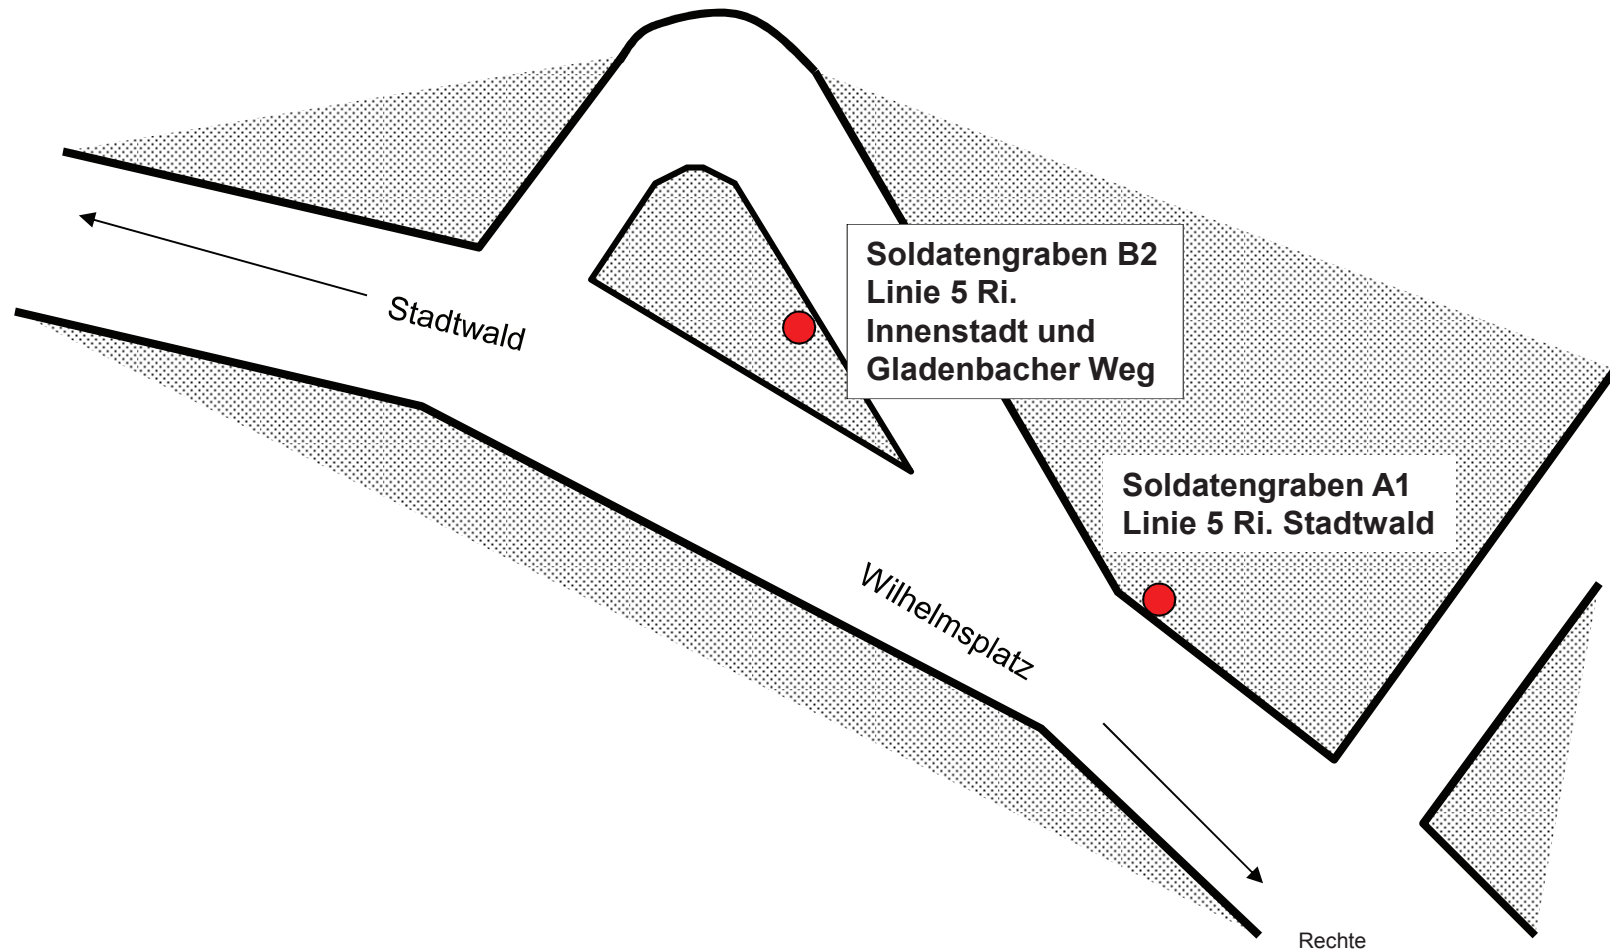 Soldatengraben B2
Linie 5 Ri.
Innenstadt und
Gladenbacher Weg
Stadtwald
Soldatengraben A1
Linie 5 Ri. Stadtwald
Wilhelmsplatz
Rechte